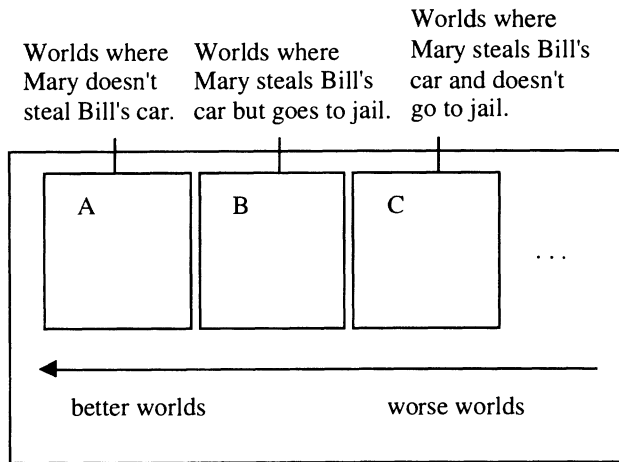 Worlds where
Mary doesn't
steal Bill's car.
Worlds where
Mary steals Bill's
car but goes to jail.
Worlds where
Mary steals Bill's
car and doesn't
go to jail.
A
B
C
...
better worlds
worse worlds